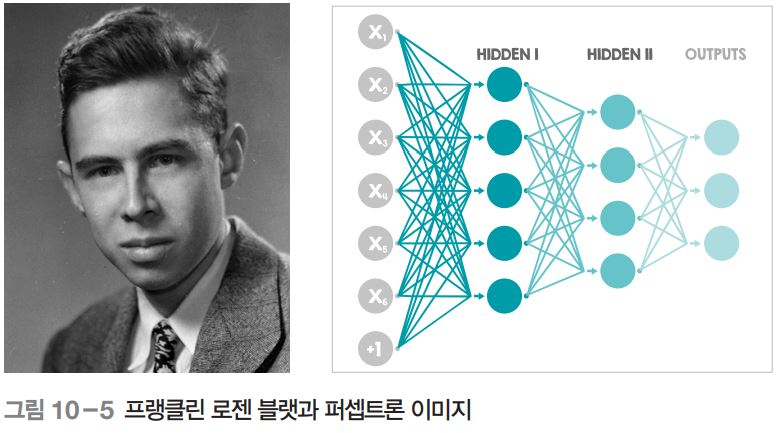 X₁
X₂
X₃
X₄
X₅
X₆
+1
HIDDEN I
HIDDEN II
OUTPUTS
그림 10-5 프랭클린 로젠 블랫과 퍼셉트론 이미지